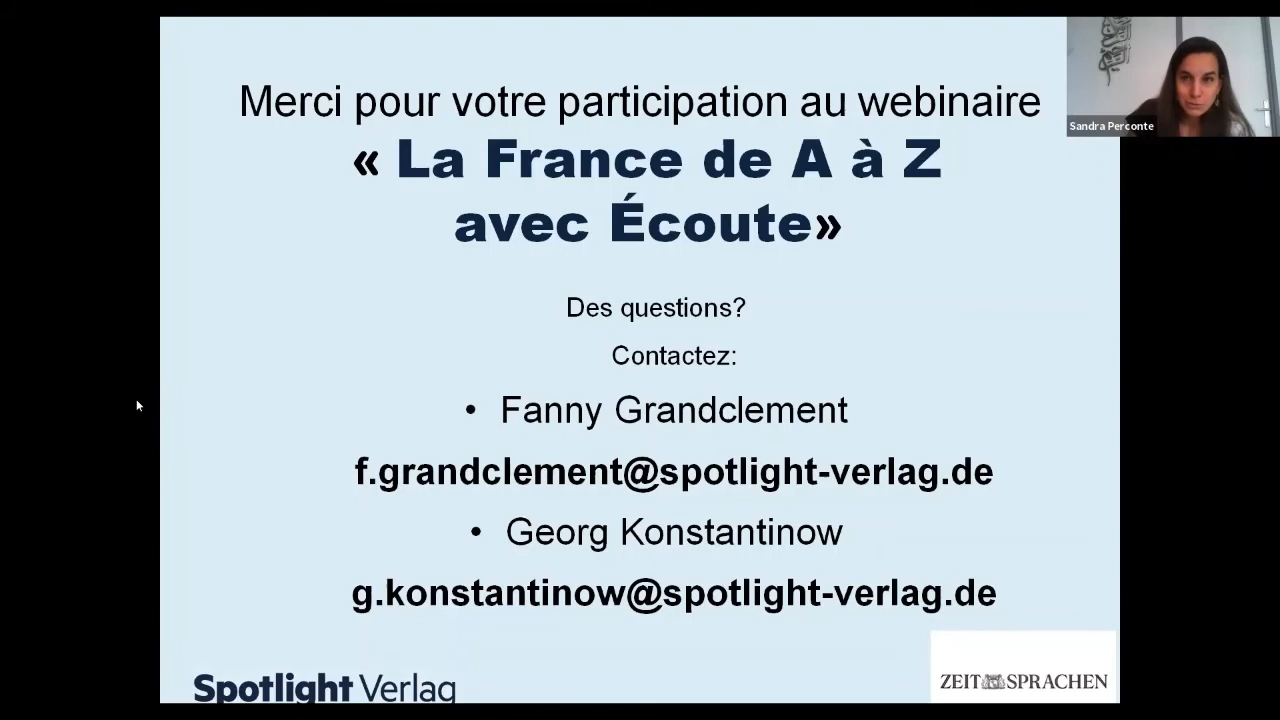 Merci pour votre participation au webinaire
« La France de A à Z
avec Écoute»
Sandra Perconte
Des questions?
Contactez:
• Fanny Grandclement
f.grandclement@spotlight-verlag.de
• Georg Konstantinow
g.konstantinow@spotlight-verlag.de
Spotlight Verlag
ZEIT SPRACHEN